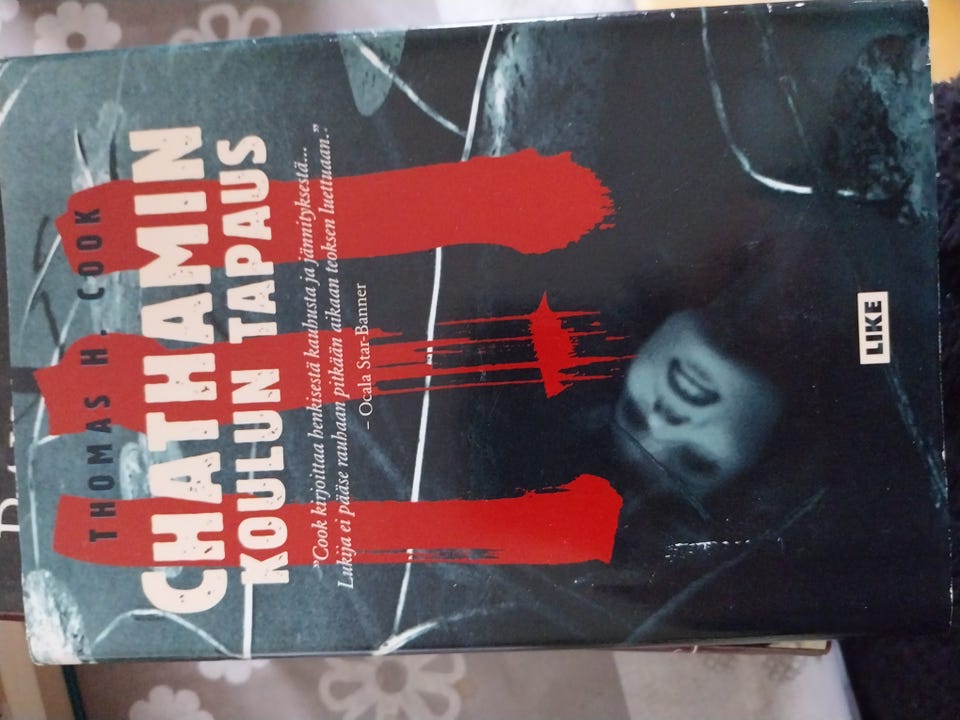 THOMAS H. COOK
CHATHAMIN
KOULUN TAPAUS
”Cook kirjoittaa henkisestä kauhusta ja jännityksestä...
Lukija ei pääse rauhaan pitkään aikaan teoksen luettuaan.”
– Ocala Star-Banner
LIKE